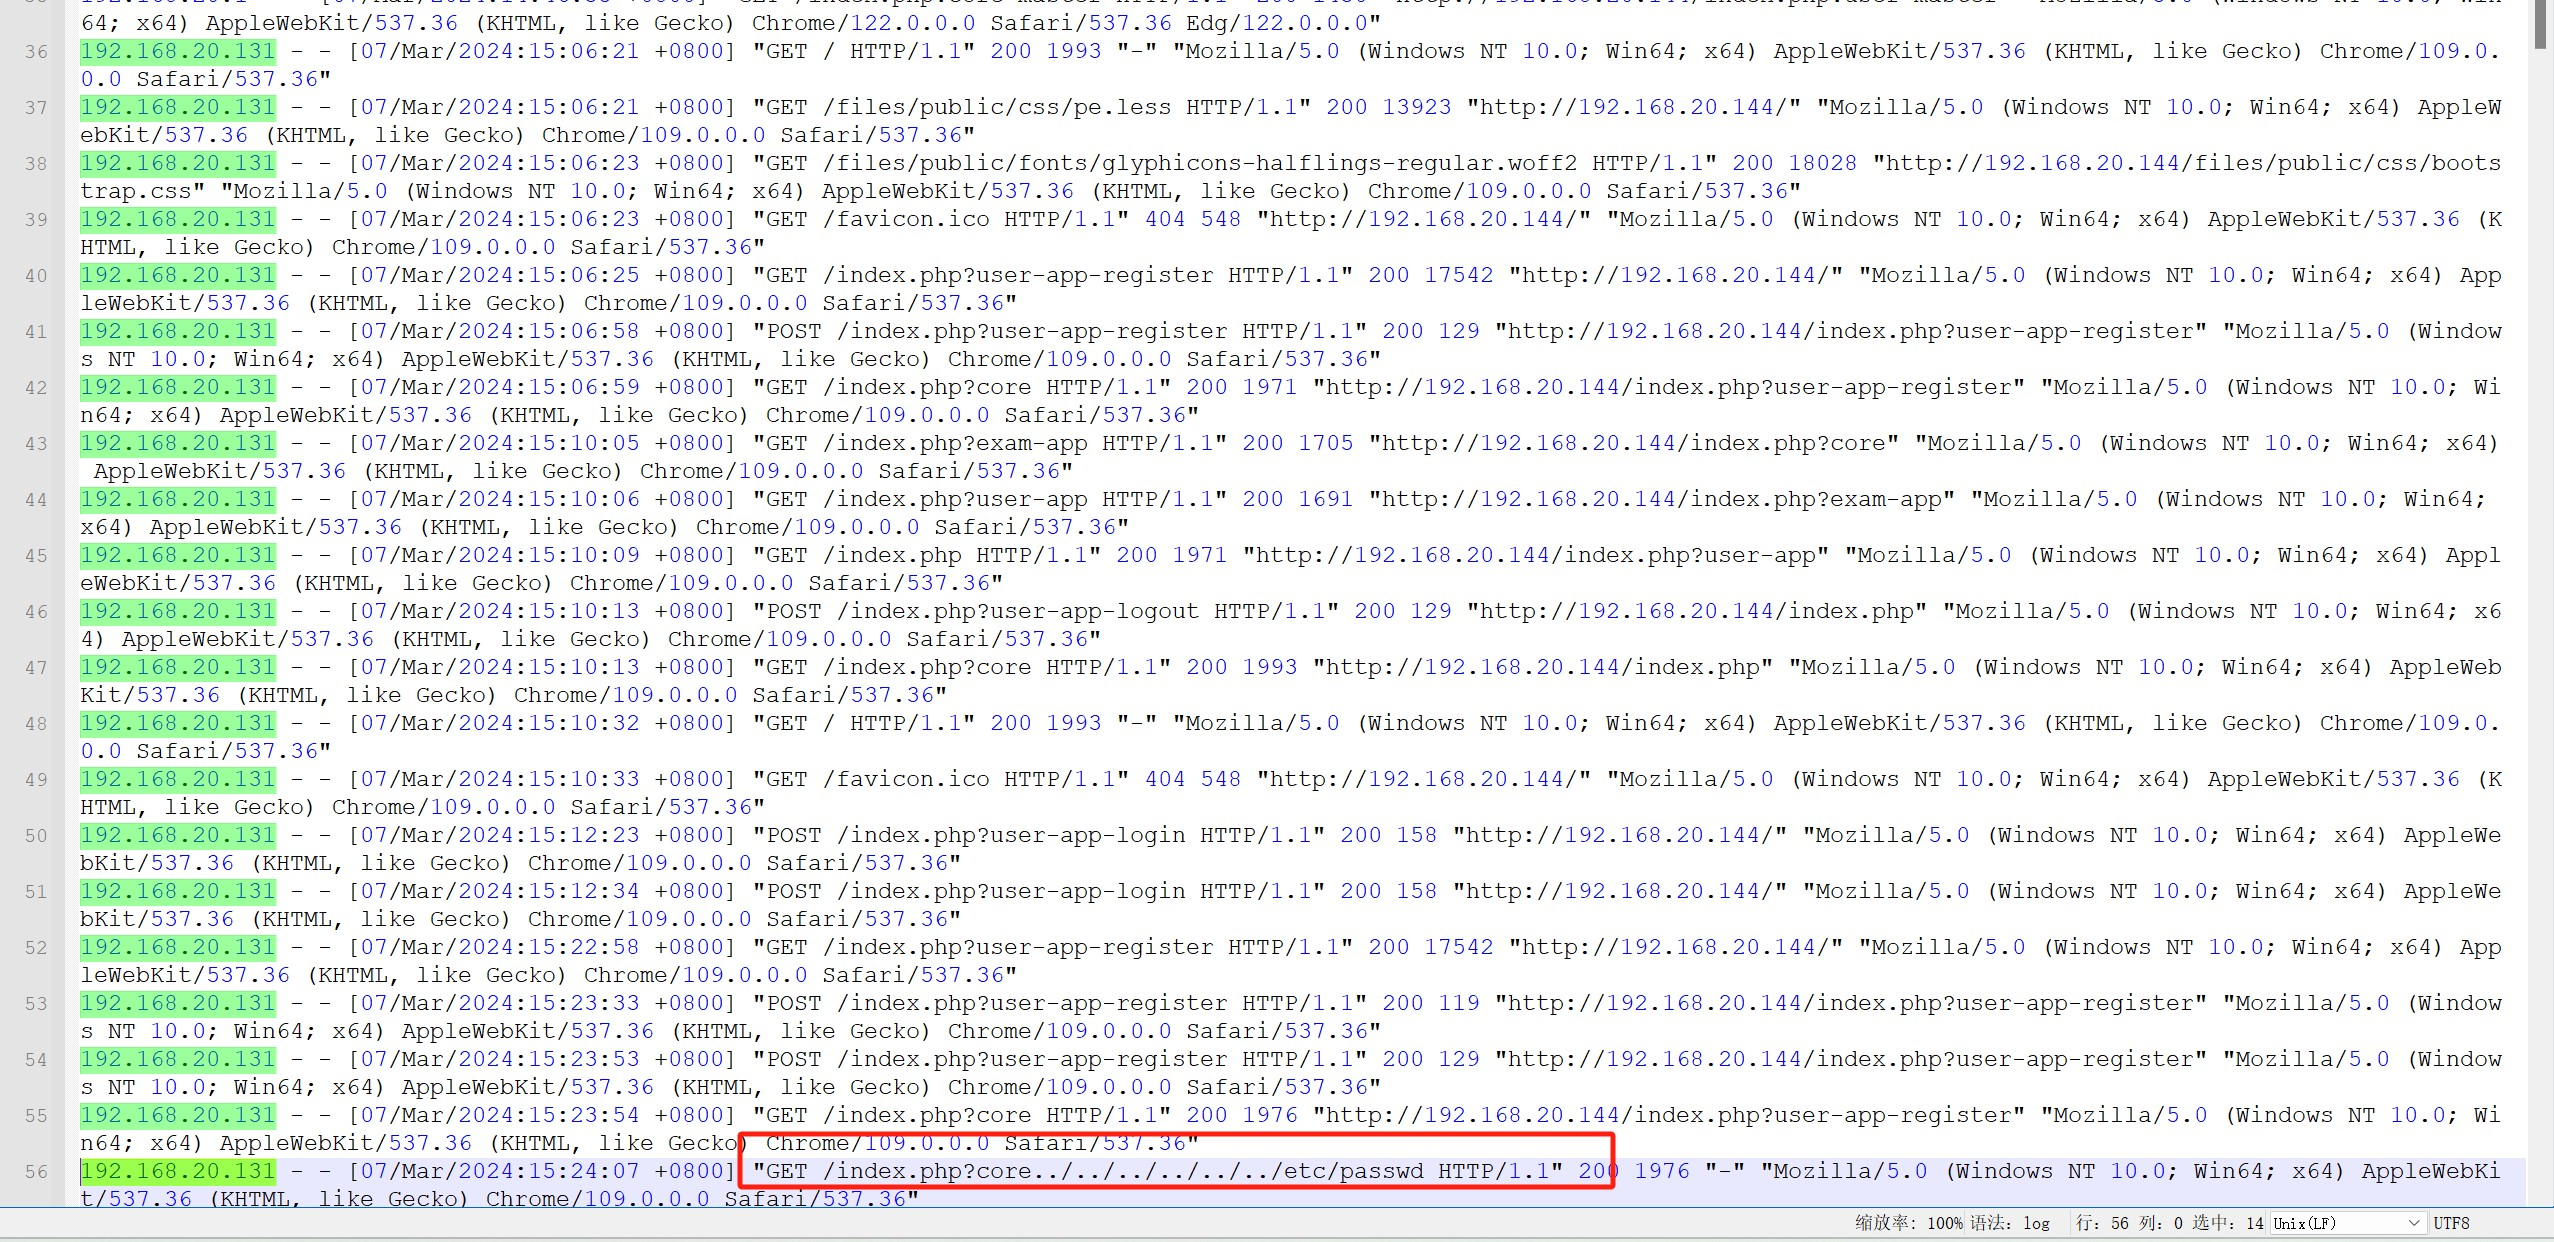 64; x64) AppleWebKit/537.36 (KHTML, like Gecko) Chrome/122.0.0.0 Safari/537.36 Edg/122.0.0.0"
36 192.168.20.131 - - [07/Mar/2024:15:06:21 +0800] "GET / HTTP/1.1" 200 1993 "-" "Mozilla/5.0 (Windows NT 10.0; Win64; x64) AppleWebKit/537.36 (KHTML, like Gecko) Chrome/109.0.
0.0 Safari/537.36"
37 192.168.20.131 - - [07/Mar/2024:15:06:21 +0800] "GET /files/public/css/pe.less HTTP/1.1" 200 13923 "http://192.168.20.144/" "Mozilla/5.0 (Windows NT 10.0; Win64; x64) AppleW
ebKit/537.36 (KHTML, like Gecko) Chrome/109.0.0.0 Safari/537.36"
38 192.168.20.131 - - [07/Mar/2024:15:06:23 +0800] "GET /files/public/fonts/glyphicons-halflings-regular.woff2 HTTP/1.1" 200 18028 "http://192.168.20.144/files/public/css/boots
trap.css" "Mozilla/5.0 (Windows NT 10.0; Win64; x64) AppleWebKit/537.36 (KHTML, like Gecko) Chrome/109.0.0.0 Safari/537.36"
39 192.168.20.131 - - [07/Mar/2024:15:06:23 +0800] "GET /favicon.ico HTTP/1.1" 404 548 "http://192.168.20.144/" "Mozilla/5.0 (Windows NT 10.0; Win64; x64) AppleWebKit/537.36 (K
HTML, like Gecko) Chrome/109.0.0.0 Safari/537.36"
40 192.168.20.131 - - [07/Mar/2024:15:06:25 +0800] "GET /index.php?user-app-register HTTP/1.1" 200 17542 "http://192.168.20.144/" "Mozilla/5.0 (Windows NT 10.0; Win64; x64) App
leWebKit/537.36 (KHTML, like Gecko) Chrome/109.0.0.0 Safari/537.36"
41 192.168.20.131 - - [07/Mar/2024:15:06:58 +0800] "POST /index.php?user-app-register HTTP/1.1" 200 129 "http://192.168.20.144/index.php?user-app-register" "Mozilla/5.0 (Window
s NT 10.0; Win64; x64) AppleWebKit/537.36 (KHTML, like Gecko) Chrome/109.0.0.0 Safari/537.36"
42 192.168.20.131 - - [07/Mar/2024:15:06:59 +0800] "GET /index.php?core HTTP/1.1" 200 1971 "http://192.168.20.144/index.php?user-app-register" "Mozilla/5.0 (Windows NT 10.0; Wi
n64; x64) AppleWebKit/537.36 (KHTML, like Gecko) Chrome/109.0.0.0 Safari/537.36"
43 192.168.20.131 - - [07/Mar/2024:15:10:05 +0800] "GET /index.php?exam-app HTTP/1.1" 200 1705 "http://192.168.20.144/index.php?core" "Mozilla/5.0 (Windows NT 10.0; Win64; x64)
AppleWebKit/537.36 (KHTML, like Gecko) Chrome/109.0.0.0 Safari/537.36"
44 192.168.20.131 - - [07/Mar/2024:15:10:06 +0800] "GET /index.php?user-app HTTP/1.1" 200 1691 "http://192.168.20.144/index.php?exam-app" "Mozilla/5.0 (Windows NT 10.0; Win64;
x64) AppleWebKit/537.36 (KHTML, like Gecko) Chrome/109.0.0.0 Safari/537.36"
45 192.168.20.131 - - [07/Mar/2024:15:10:09 +0800] "GET /index.php HTTP/1.1" 200 1971 "http://192.168.20.144/index.php?user-app" "Mozilla/5.0 (Windows NT 10.0; Win64; x64) Appl
eWebKit/537.36 (KHTML, like Gecko) Chrome/109.0.0.0 Safari/537.36"
46 192.168.20.131 - - [07/Mar/2024:15:10:13 +0800] "POST /index.php?user-app-logout HTTP/1.1" 200 129 "http://192.168.20.144/index.php" "Mozilla/5.0 (Windows NT 10.0; Win64; x6
4) AppleWebKit/537.36 (KHTML, like Gecko) Chrome/109.0.0.0 Safari/537.36"
47 192.168.20.131 - - [07/Mar/2024:15:10:13 +0800] "GET /index.php?core HTTP/1.1" 200 1993 "http://192.168.20.144/index.php" "Mozilla/5.0 (Windows NT 10.0; Win64; x64) AppleWeb
Kit/537.36 (KHTML, like Gecko) Chrome/109.0.0.0 Safari/537.36"
48 192.168.20.131 - - [07/Mar/2024:15:10:32 +0800] "GET / HTTP/1.1" 200 1993 "-" "Mozilla/5.0 (Windows NT 10.0; Win64; x64) AppleWebKit/537.36 (KHTML, like Gecko) Chrome/109.0.
0.0 Safari/537.36"
49 192.168.20.131 - - [07/Mar/2024:15:10:33 +0800] "GET /favicon.ico HTTP/1.1" 404 548 "http://192.168.20.144/" "Mozilla/5.0 (Windows NT 10.0; Win64; x64) AppleWebKit/537.36 (K
HTML, like Gecko) Chrome/109.0.0.0 Safari/537.36"
50 192.168.20.131 - - [07/Mar/2024:15:12:23 +0800] "POST /index.php?user-app-login HTTP/1.1" 200 158 "http://192.168.20.144/" "Mozilla/5.0 (Windows NT 10.0; Win64; x64) AppleWe
bKit/537.36 (KHTML, like Gecko) Chrome/109.0.0.0 Safari/537.36"
51 192.168.20.131 - - [07/Mar/2024:15:12:34 +0800] "POST /index.php?user-app-login HTTP/1.1" 200 158 "http://192.168.20.144/" "Mozilla/5.0 (Windows NT 10.0; Win64; x64) AppleWe
bKit/537.36 (KHTML, like Gecko) Chrome/109.0.0.0 Safari/537.36"
52 192.168.20.131 - - [07/Mar/2024:15:22:58 +0800] "GET /index.php?user-app-register HTTP/1.1" 200 17542 "http://192.168.20.144/" "Mozilla/5.0 (Windows NT 10.0; Win64; x64) App
leWebKit/537.36 (KHTML, like Gecko) Chrome/109.0.0.0 Safari/537.36"
53 192.168.20.131 - - [07/Mar/2024:15:23:33 +0800] "POST /index.php?user-app-register HTTP/1.1" 200 119 "http://192.168.20.144/index.php?user-app-register" "Mozilla/5.0 (Window
s NT 10.0; Win64; x64) AppleWebKit/537.36 (KHTML, like Gecko) Chrome/109.0.0.0 Safari/537.36"
54 192.168.20.131 - - [07/Mar/2024:15:23:53 +0800] "POST /index.php?user-app-register HTTP/1.1" 200 129 "http://192.168.20.144/index.php?user-app-register" "Mozilla/5.0 (Window
s NT 10.0; Win64; x64) AppleWebKit/537.36 (KHTML, like Gecko) Chrome/109.0.0.0 Safari/537.36"
55 192.168.20.131 - - [07/Mar/2024:15:23:54 +0800] "GET /index.php?core HTTP/1.1" 200 1976 "http://192.168.20.144/index.php?user-app-register" "Mozilla/5.0 (Windows NT 10.0; Wi
n64; x64) AppleWebKit/537.36 (KHTML, like Gecko) Chrome/109.0.0.0 Safari/537.36"
56 192.168.20.131 - - [07/Mar/2024:15:24:07 +0800] "GET /index.php?core../../../../../../etc/passwd HTTP/1.1" 200 1976 "-" "Mozilla/5.0 (Windows NT 10.0; Win64; x64) AppleWebKi
t/537.36 (KHTML, like Gecko) Chrome/109.0.0.0 Safari/537.36"
缩放率: 100% 语法: log 行: 56 列: 0 选中: 14 Unix(LF) UTF8